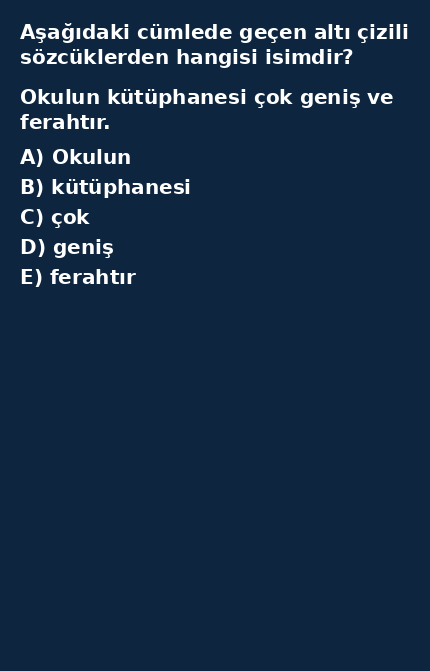 Aşağıdaki cümlede geçen altı çizili
sözcüklerden hangisi isimdir?
Okulun kütüphanesi çok geniş ve
ferahtır.
A) Okulun
B) kütüphanesi
C) çok
D) geniş
E) ferahtır